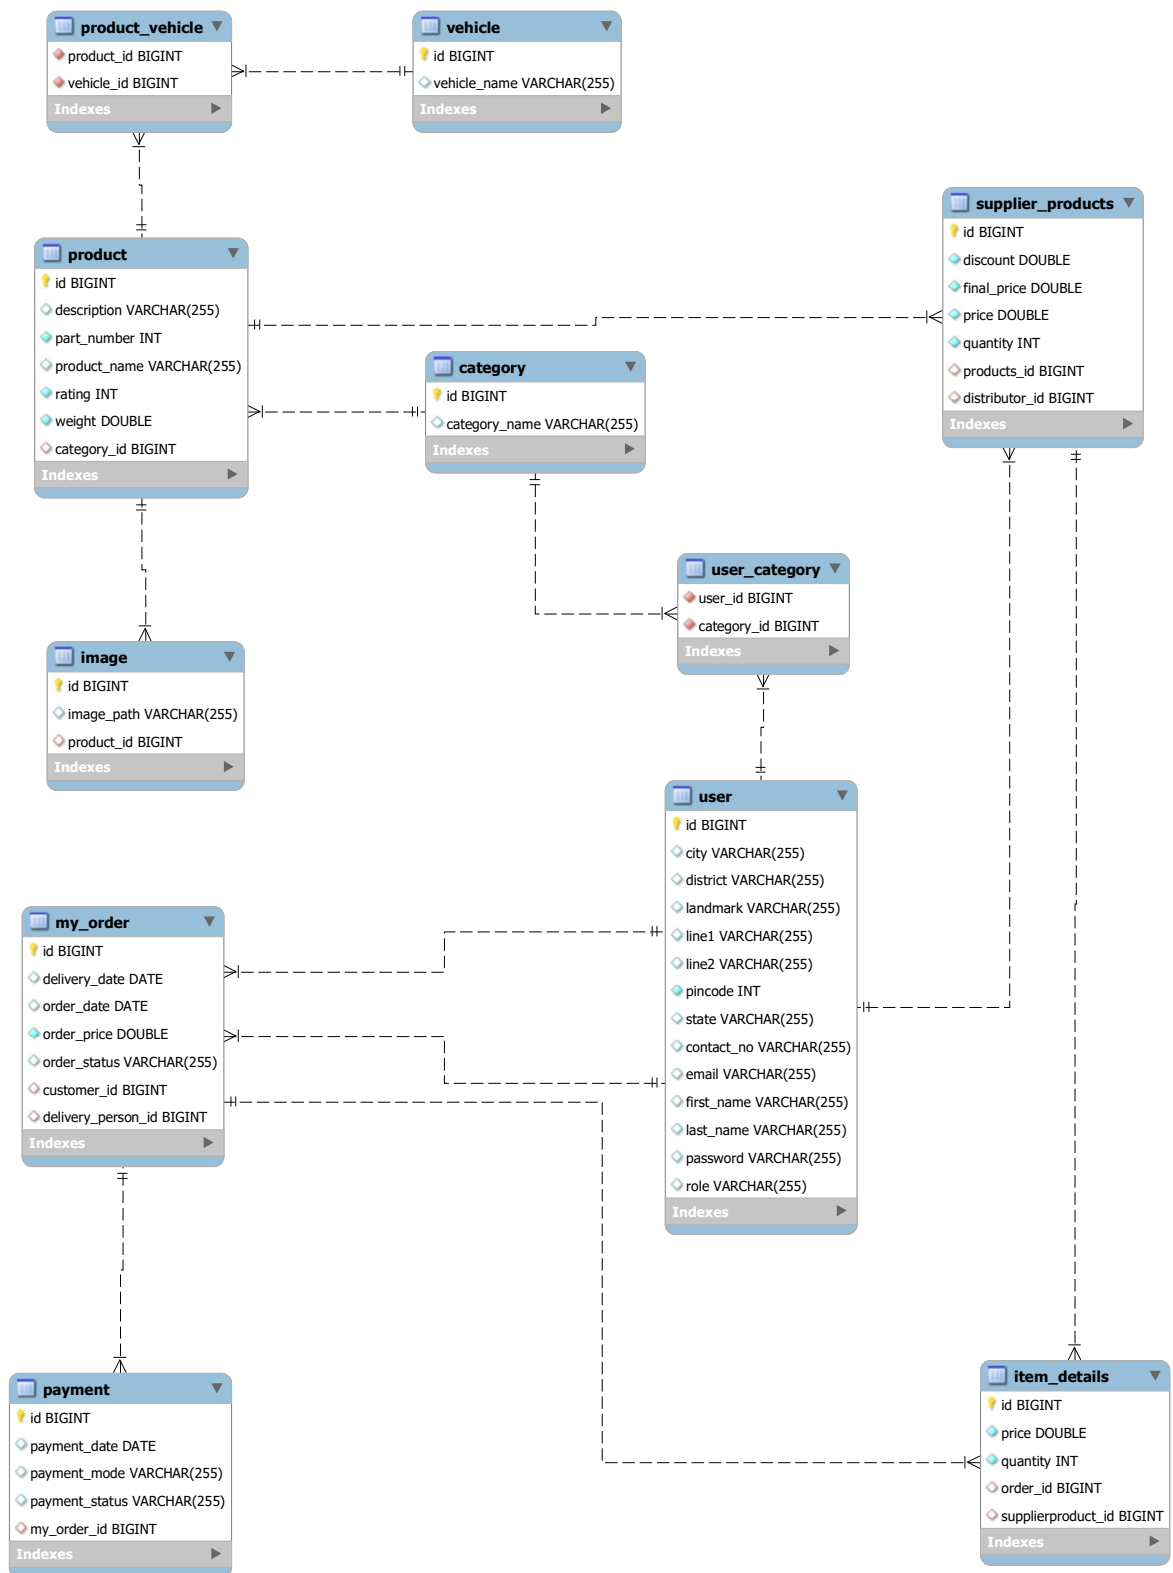 product_vehicle
product_id BIGINT
vehicle_id BIGINT
Indexes
vehicle
id BIGINT
vehicle_name VARCHAR(255)
Indexes
supplier_products
id BIGINT
discount DOUBLE
final_price DOUBLE
price DOUBLE
quantity INT
products_id BIGINT
distributor_id BIGINT
Indexes
product
id BIGINT
description VARCHAR(255)
part_number INT
product_name VARCHAR(255)
rating INT
weight DOUBLE
category_id BIGINT
Indexes
category
id BIGINT
category_name VARCHAR(255)
Indexes
user_category
user_id BIGINT
category_id BIGINT
Indexes
image
id BIGINT
image_path VARCHAR(255)
product_id BIGINT
Indexes
user
id BIGINT
city VARCHAR(255)
district VARCHAR(255)
landmark VARCHAR(255)
line1 VARCHAR(255)
line2 VARCHAR(255)
pincode INT
state VARCHAR(255)
contact_no VARCHAR(255)
email VARCHAR(255)
first_name VARCHAR(255)
last_name VARCHAR(255)
password VARCHAR(255)
role VARCHAR(255)
Indexes
my_order
id BIGINT
delivery_date DATE
order_date DATE
order_price DOUBLE
order_status VARCHAR(255)
customer_id BIGINT
delivery_person_id BIGINT
Indexes
payment
id BIGINT
payment_date DATE
payment_mode VARCHAR(255)
payment_status VARCHAR(255)
my_order_id BIGINT
Indexes
item_details
id BIGINT
price DOUBLE
quantity INT
order_id BIGINT
supplierproduct_id BIGINT
Indexes